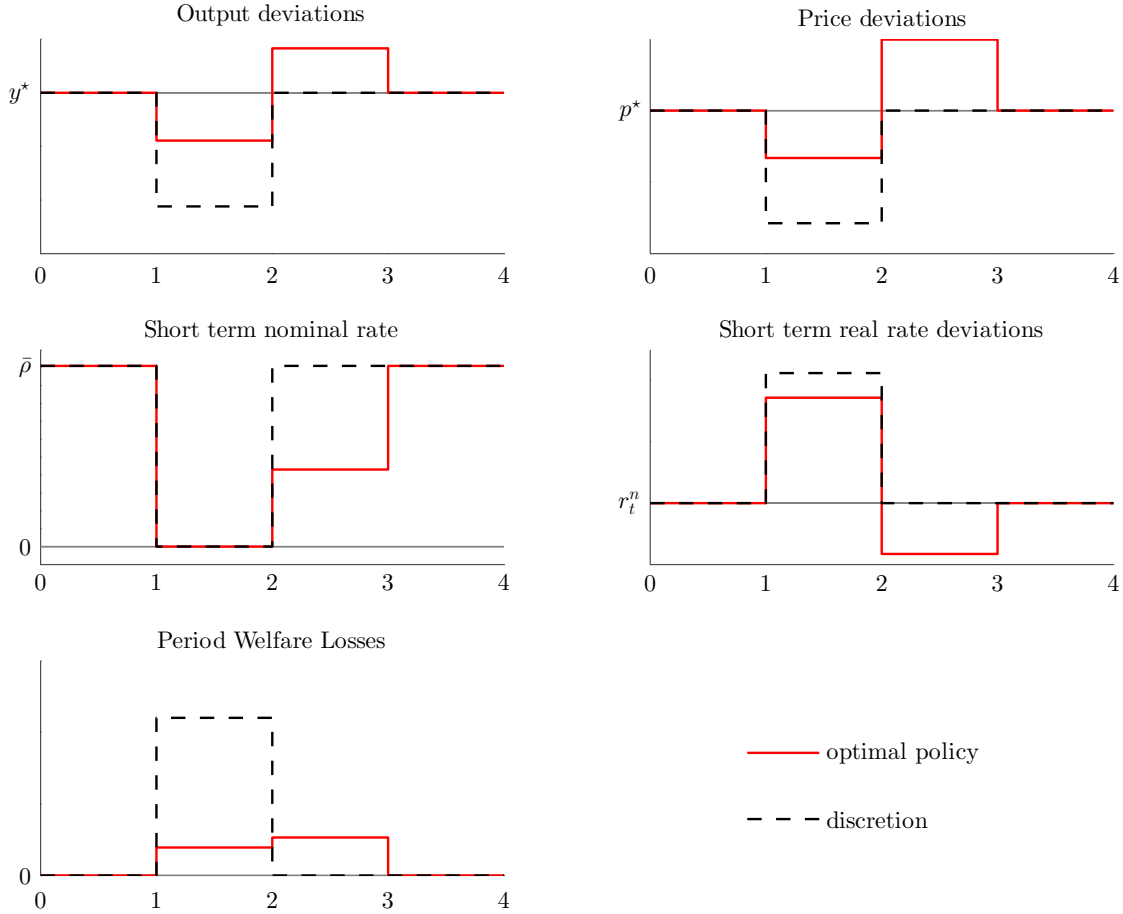 Output deviations
y*
0 1 2 3 4
Price deviations
p*
0 1 2 3 4
Short term nominal rate
ρ̄
0
0 1 2 3 4
Short term real rate deviations
rₜⁿ
0 1 2 3 4
Period Welfare Losses
0
0 1 2 3 4
optimal policy
discretion